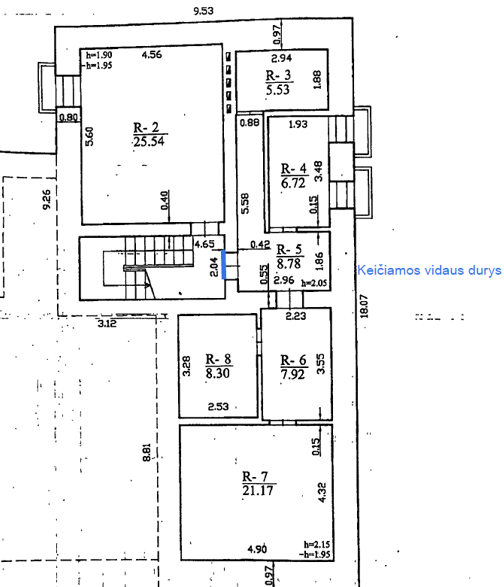 9.53
0.97
h=1.90
-h=1.95
4.56
2.94
R- 3
5.53
1.88
0.80
0.88
1.93
5.60
R- 2
25.54
R- 4
6.72
3.48
9.26
0.40
5.58
0.15
4.65
0.42
R- 5
8.78
1.86
2.04
0.55
2.96
h=2.05
Keičiamos vidaus durys
3.12
2.23
18.07
3.28
R- 8
8.30
R- 6
7.92
3.55
2.53
8.81
0.15
R- 7
21.17
4.32
4.90
h=2.15
-h=1.95
0.97